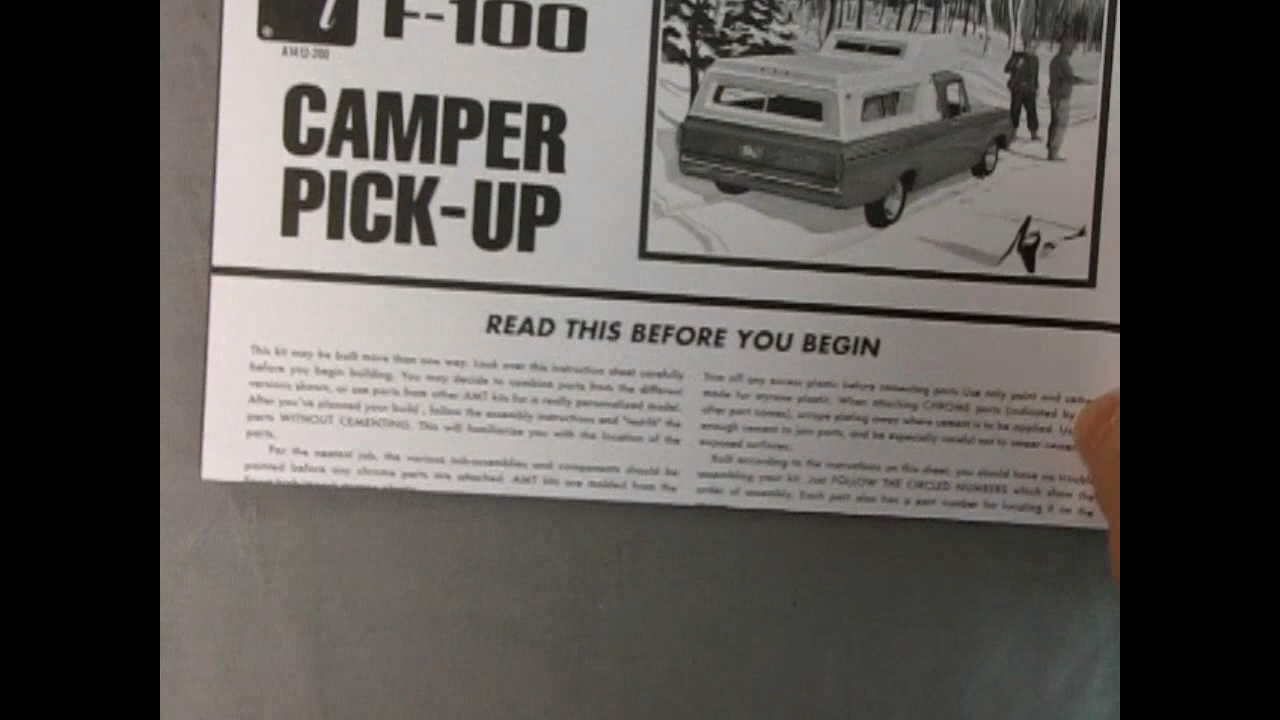 F-100
A1412-200
CAMPER
PICK-UP
READ THIS BEFORE YOU BEGIN
This kit may be built more than one way. Look over this instruction sheet carefully
before you begin building. You may decide to combine parts from the different
versions shown, or use parts from other AMT kits for a really personalized model.
After you've planned your build, follow the assembly instructions and "test-fit" the
parts WITHOUT CEMENTING. This will familiarize you with the location of the
parts.
For the neatest job, the various sub-assemblies and components should be
painted before any chrome parts are attached. AMT kits are molded from the
Trim off any excess plastic before cementing parts. Use only paint and
made for styrene plastic. When attaching CHROME parts (indicated by
after part names), scrape plating away where cement is to be applied.
enough cement to join parts, and be especially careful not to smear
exposed surfaces.
Built according to the instructions on this sheet, you should have no
assembling your kit. Just FOLLOW THE CIRCLED NUMBERS which show the
order of assembly. Each part also has a part number for locating it on the